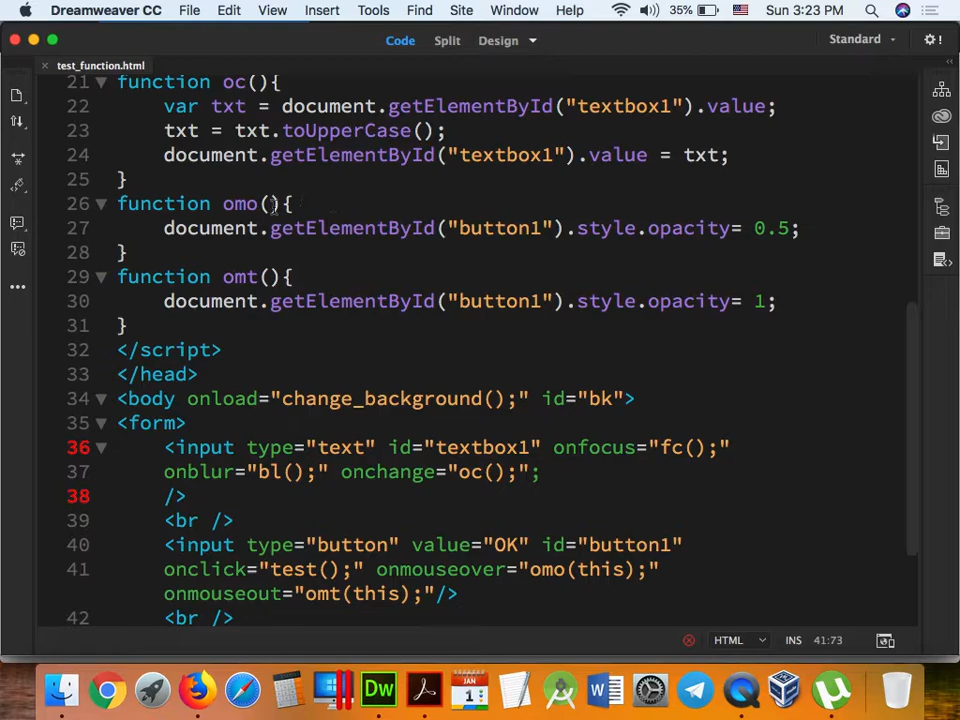 Dreamweaver CC File Edit View Insert Tools Find Site Window Help 35% Sun 3:23 PM
Code Split Design Standard
test_function.html
21 function oc(){
22 var txt = document.getElementById("textbox1").value;
23 txt = txt.toUpperCase();
24 document.getElementById("textbox1").value = txt;
25 }
26 function omo(){
27 document.getElementById("button1").style.opacity= 0.5;
28 }
29 function omt(){
30 document.getElementById("button1").style.opacity= 1;
31 }
32 </script>
33 </head>
34 <body onload="change_background();" id="bk">
35 <form>
36 <input type="text" id="textbox1" onfocus="fc();"
37 onblur="bl();" onchange="oc();";
38 />
39 <br />
40 <input type="button" value="OK" id="button1"
41 onclick="test();" onmouseover="omo(this);"
onmouseout="omt(this);"/>
42 <br />
HTML INS 41:73
Dw
JAN
1
W